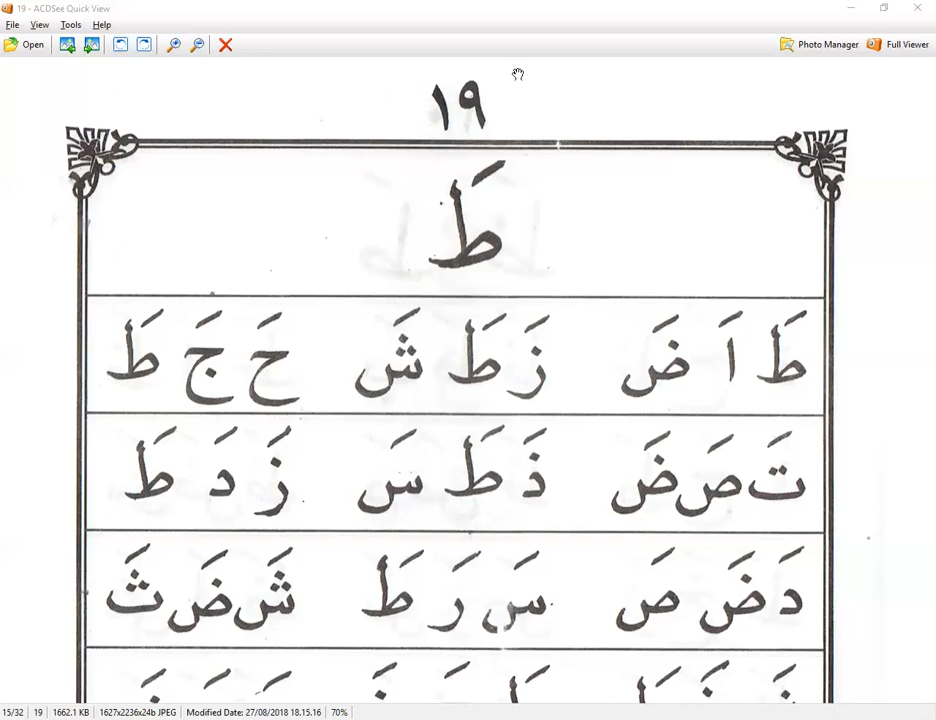 19 - ACDSee Quick View
File View Tools Help
Open Photo Manager Full Viewer
١٩
طَ
طَ اَ ضَ زَ طَ شَ حَ جَ طَ
تَ صَ ضَ ذَ طَ سَ زَ دَ طَ
دَ ضَ صَ سَ رَ طَ شَ ضَ ثَ
15/32 19 1662.1 KB 1627x2236x24b JPEG Modified Date: 27/08/2018 18.15.16 70%